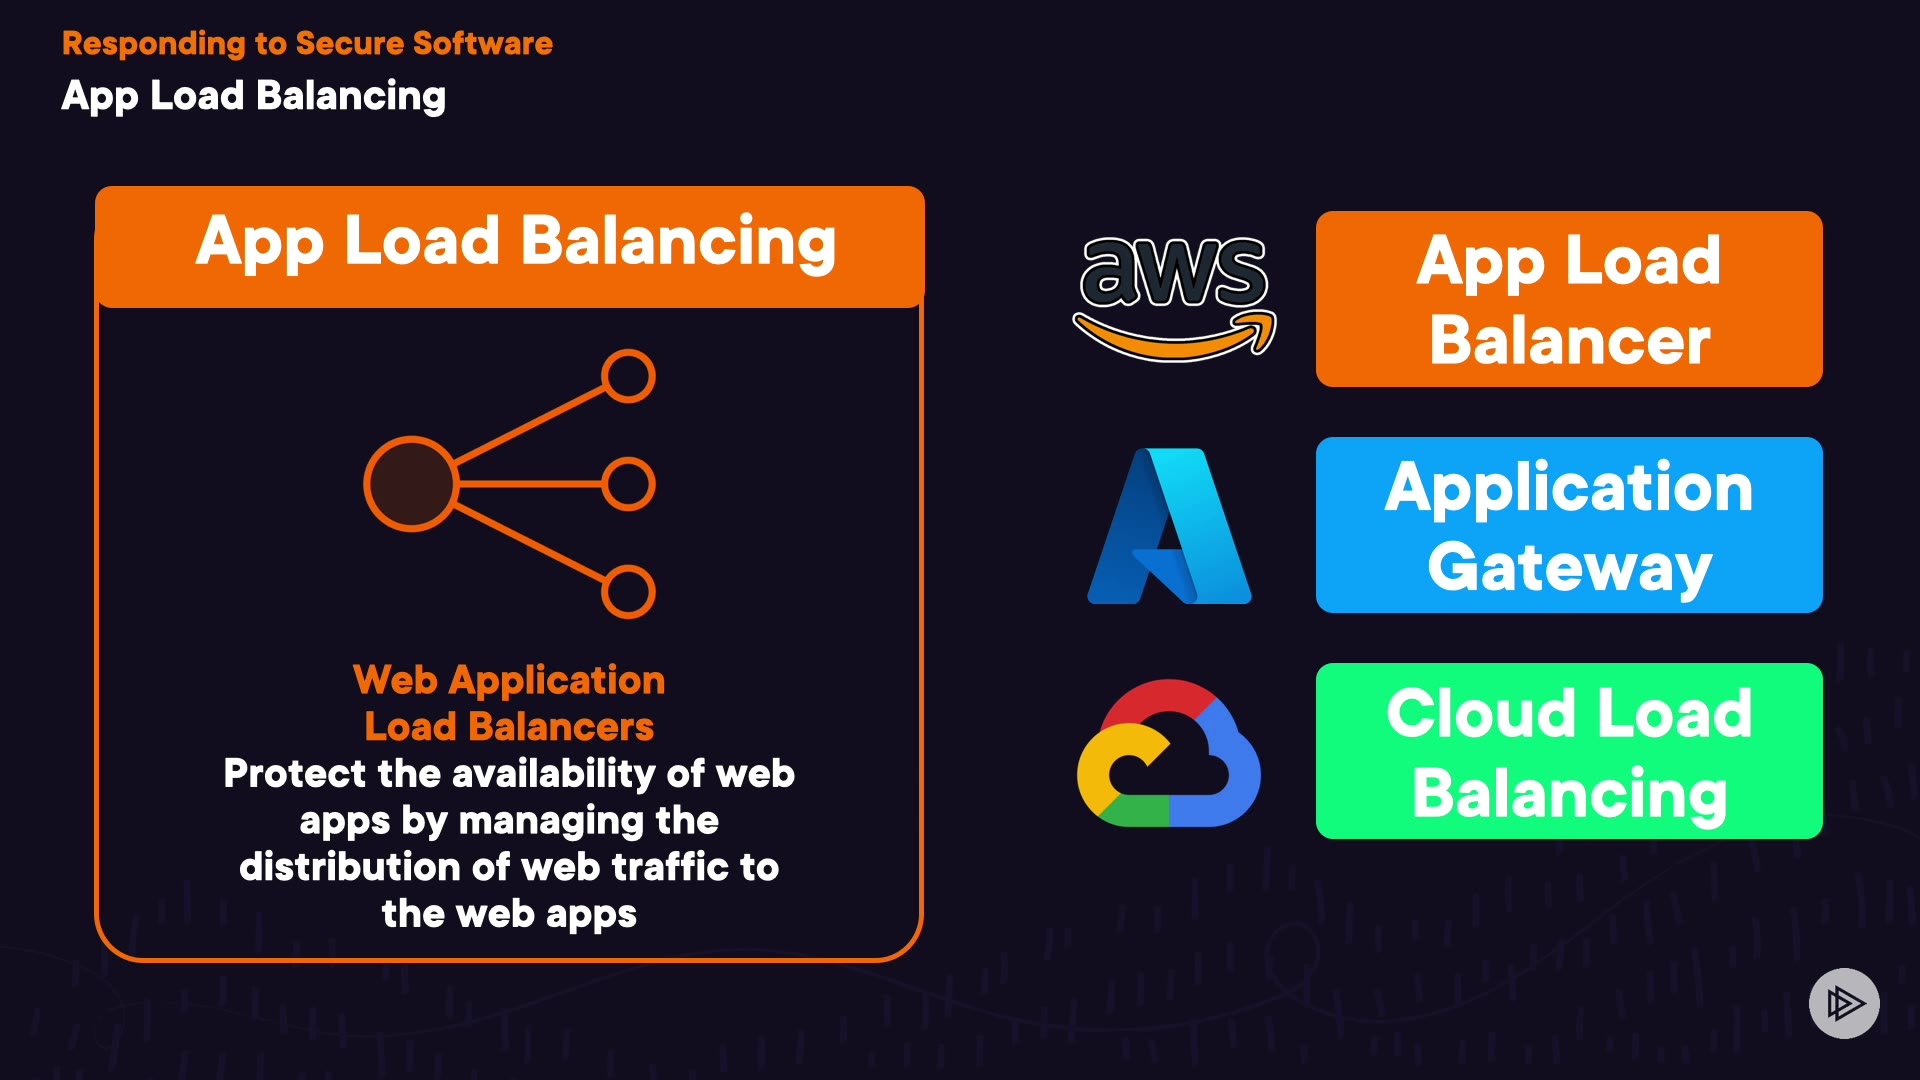 Responding to Secure Software
App Load Balancing
App Load Balancing
Web Application
Load Balancers
Protect the availability of web
apps by managing the
distribution of web traffic to
the web apps
aws
App Load
Balancer
Application
Gateway
Cloud Load
Balancing